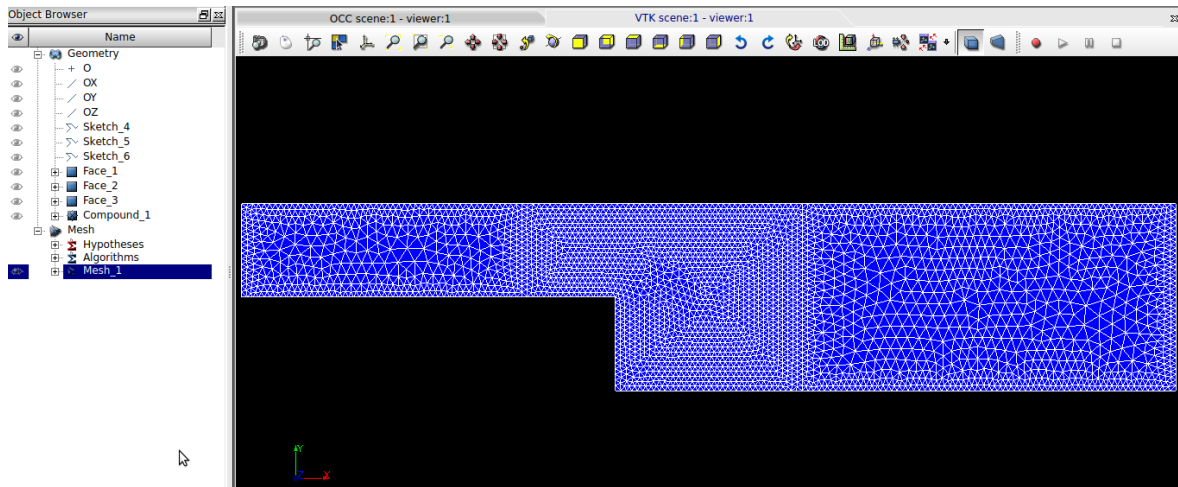 Object Browser
OCC scene:1 - viewer:1
VTK scene:1 - viewer:1
Name
Geometry
O
OX
OY
OZ
Sketch_4
Sketch_5
Sketch_6
Face_1
Face_2
Face_3
Compound_1
Mesh
Hypotheses
Algorithms
Mesh_1
LOD
Y
Z
X